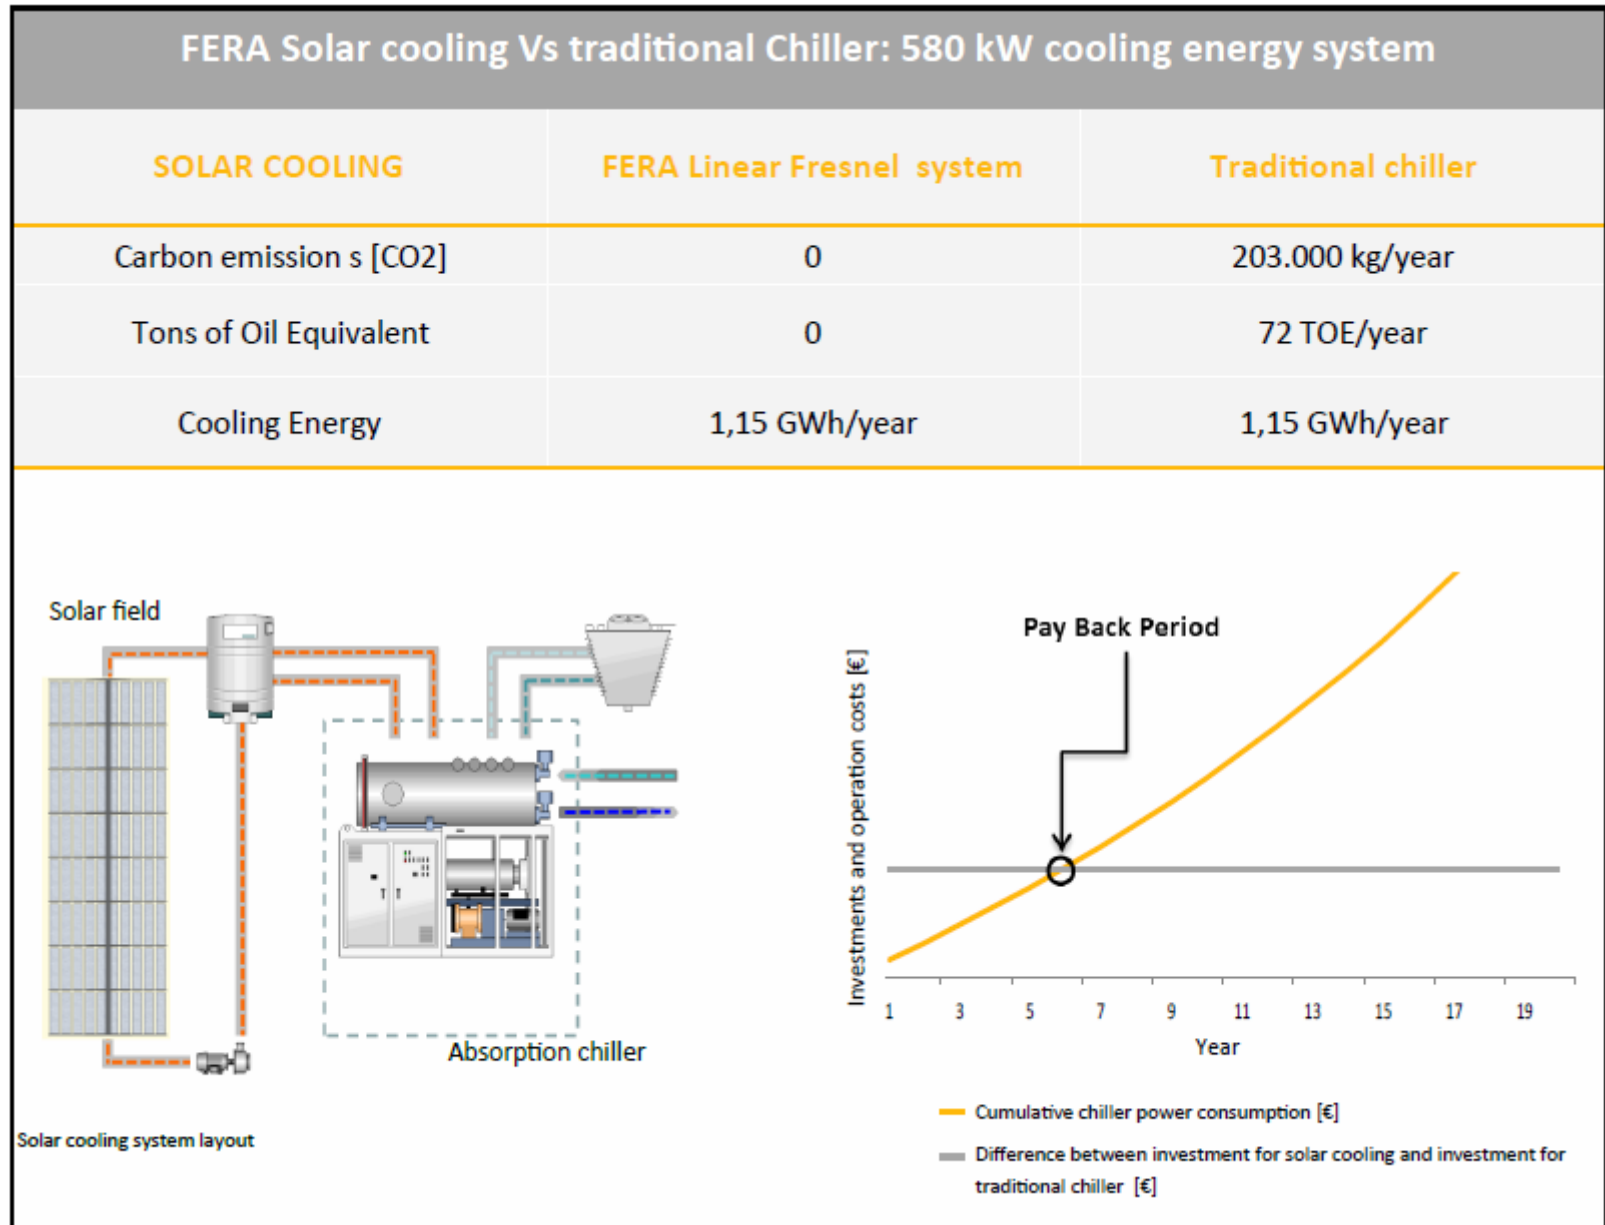 FERA Solar cooling Vs traditional Chiller: 580 kW cooling energy system
SOLAR COOLING
FERA Linear Fresnel system
Traditional chiller
Carbon emission s [CO2]
0
203.000 kg/year
Tons of Oil Equivalent
0
72 TOE/year
Cooling Energy
1,15 GWh/year
1,15 GWh/year
Solar field
Absorption chiller
Solar cooling system layout
Pay Back Period
Investments and operation costs [€]
1 3 5 7 9 11 13 15 17 19
Year
Cumulative chiller power consumption [€]
Difference between investment for solar cooling and investment for
traditional chiller [€]